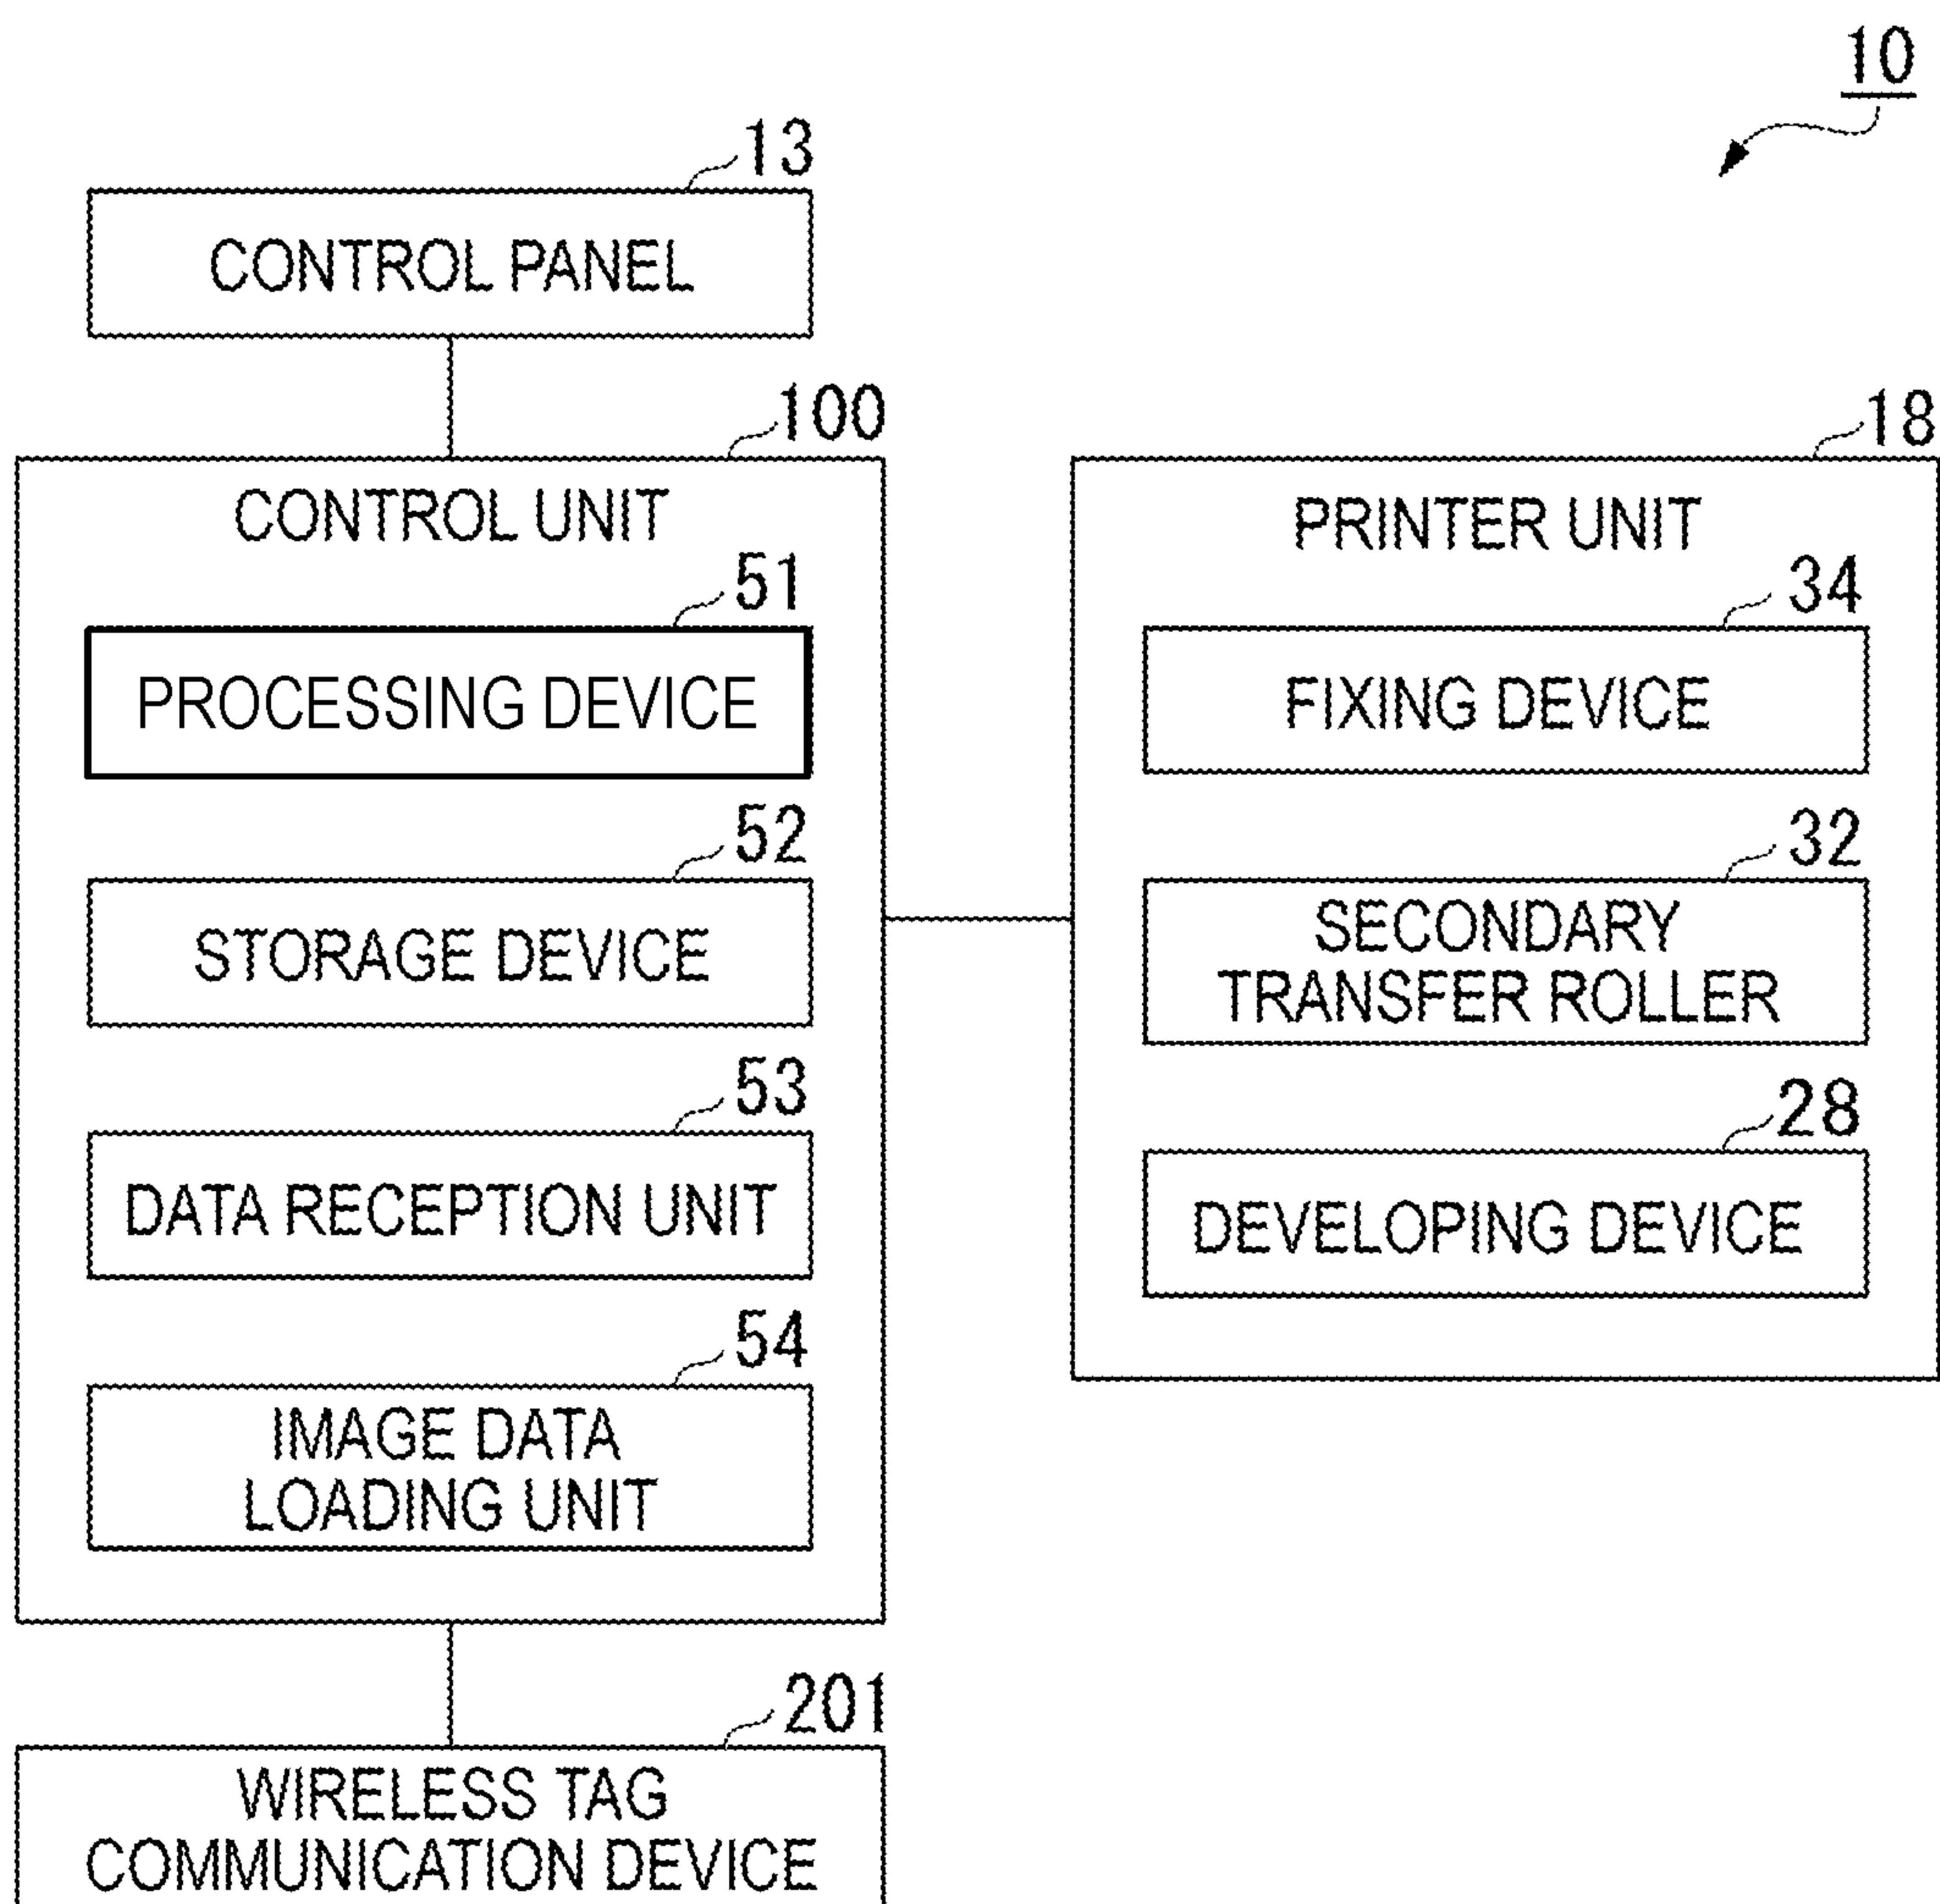 10
13
CONTROL PANEL
100
CONTROL UNIT
51
PROCESSING DEVICE
52
STORAGE DEVICE
53
DATA RECEPTION UNIT
54
IMAGE DATA
LOADING UNIT
18
PRINTER UNIT
34
FIXING DEVICE
32
SECONDARY
TRANSFER ROLLER
28
DEVELOPING DEVICE
201
WIRELESS TAG
COMMUNICATION DEVICE